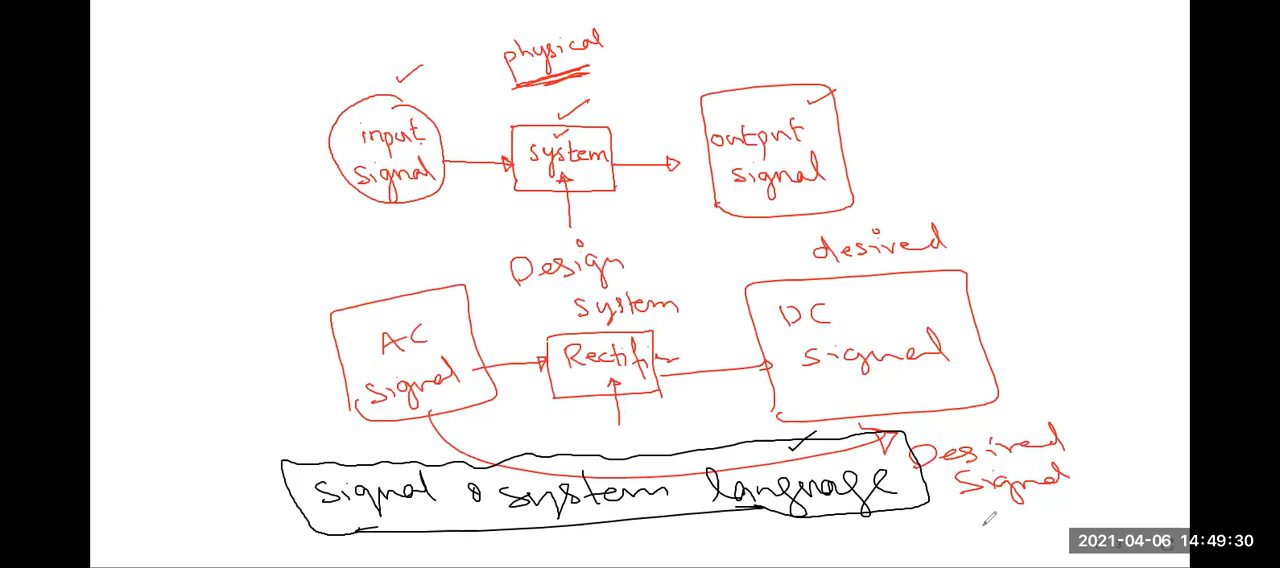 physical
input
signal
system
output
signal
Design
system
desired
AC
signal
Rectifier
DC
signal
Desired
signal
signal & system language
2021-04-06 14:49:30